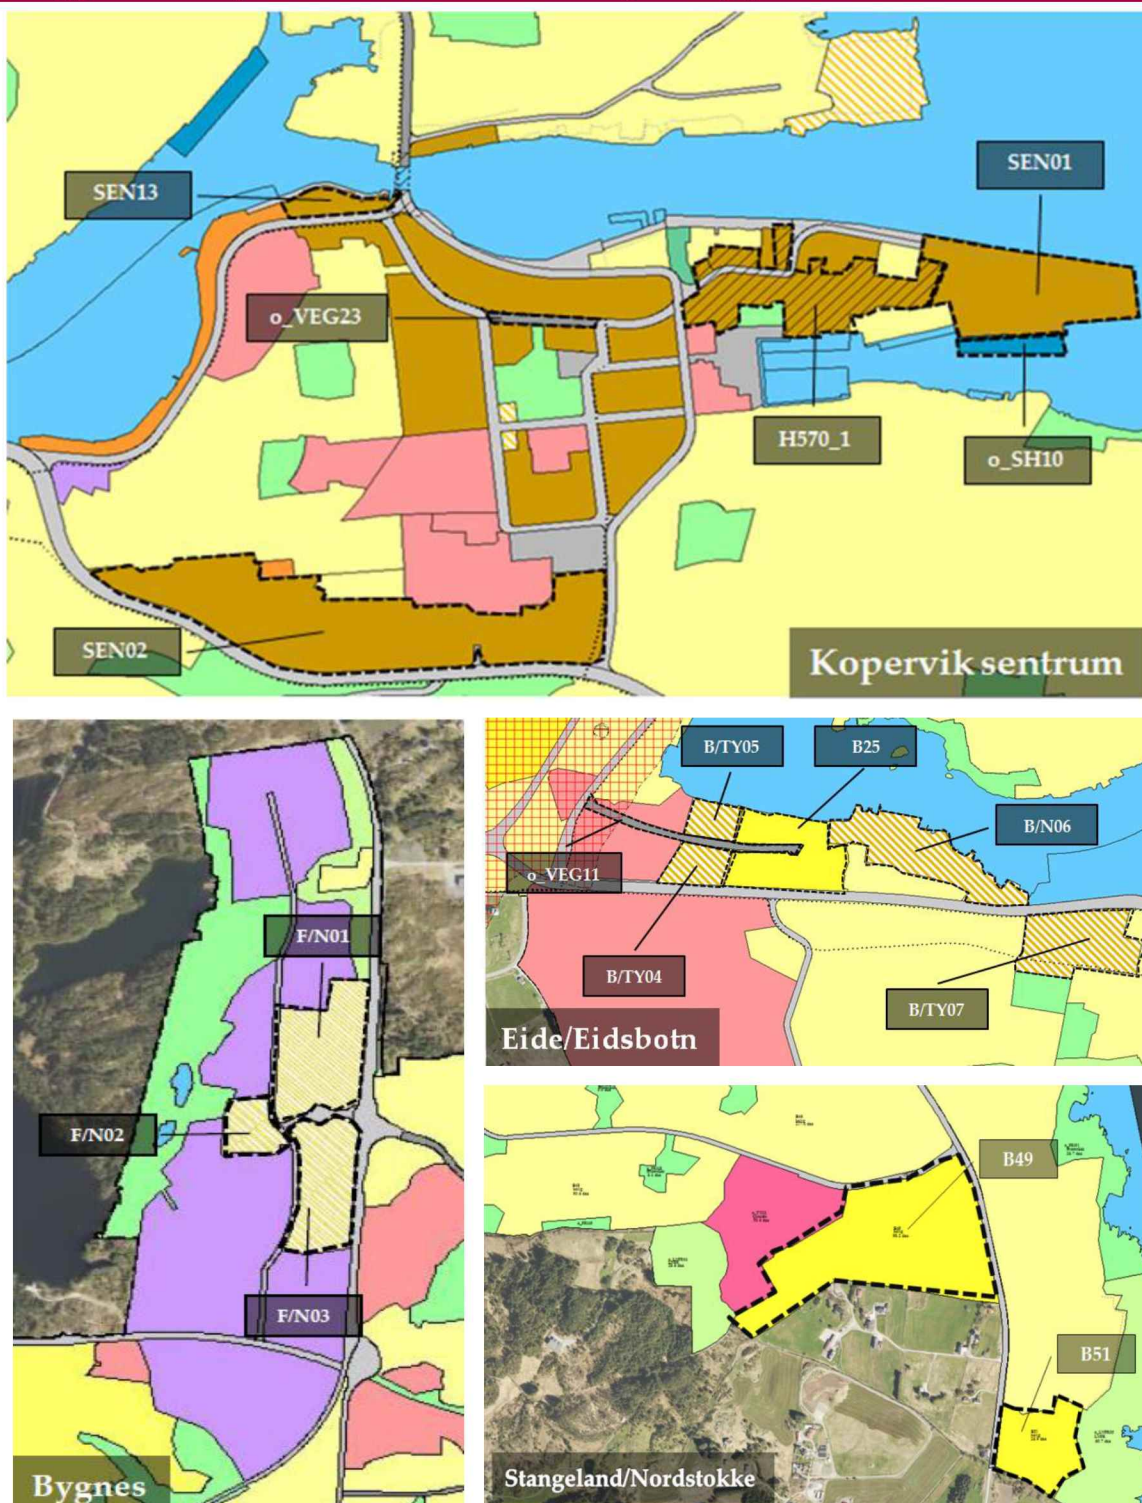 SEN13
SEN01
o_VEG23
H570_1
o_SH10
SEN02
Kopervik sentrum
F/N01
F/N02
F/N03
Bygnes
B/TY05
B25
B/N06
o_VEG11
B/TY04
B/TY07
Eide/Eidsbotn
B49
B51
Stangeland/Nordstokke